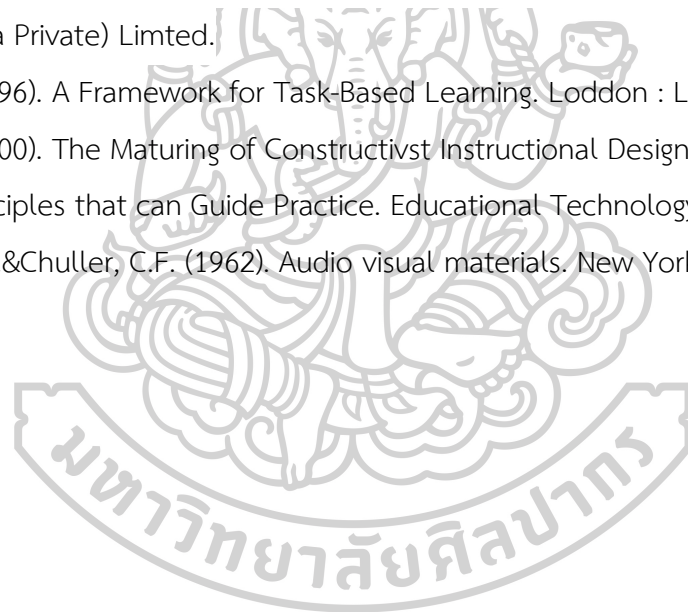 a Private) Limted.
96). A Framework for Task-Based Learning. Loddon : L
00). The Maturing of Constructivst Instructional Design
ciples that can Guide Practice. Educational Technology
&Chuller, C.F. (1962). Audio visual materials. New York
มหาวิทยาลัยศิลปากร